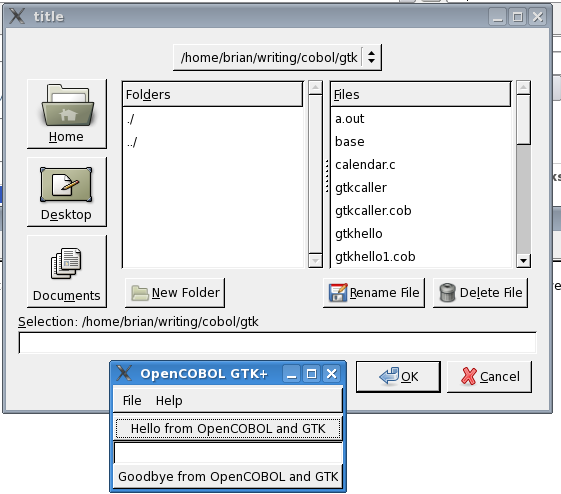 title
/home/brian/writing/cobol/gtk
Home
Desktop
Documents
Folders
./
../
Files
a.out
base
calendar.c
gtkcaller
gtkcaller.cob
gtkhello
gtkhello1.cob
New Folder
Rename File
Delete File
Selection: /home/brian/writing/cobol/gtk
OK
Cancel
OpenCOBOL GTK+
File Help
Hello from OpenCOBOL and GTK
Goodbye from OpenCOBOL and GTK